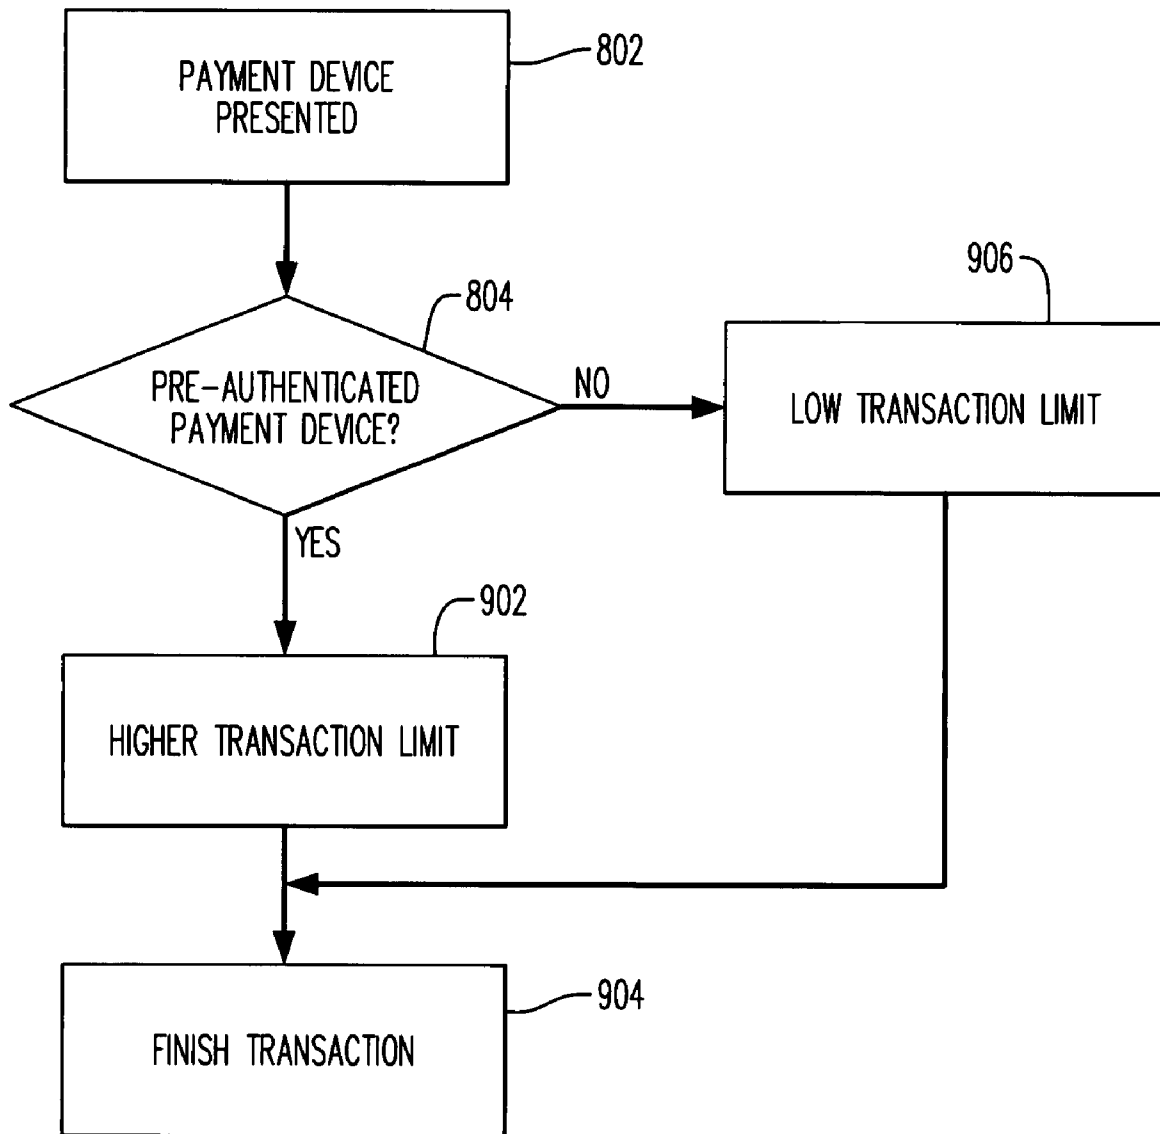 PAYMENT DEVICE
PRESENTED
802
804
PRE-AUTHENTICATED
PAYMENT DEVICE?
NO
906
LOW TRANSACTION LIMIT
YES
902
HIGHER TRANSACTION LIMIT
904
FINISH TRANSACTION